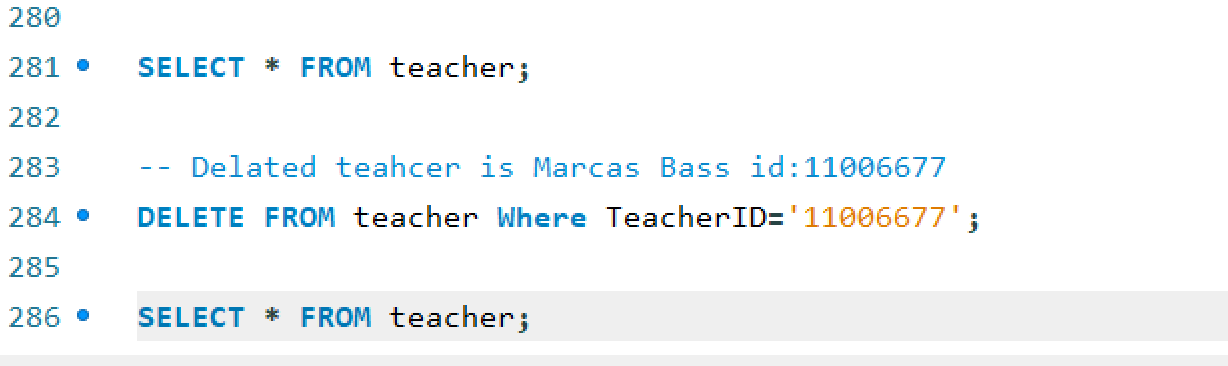 280
281 SELECT * FROM teacher;
282
283 -- Delated teahcer is Marcas Bass id:11006677
284 DELETE FROM teacher Where TeacherID='11006677';
285
286 SELECT * FROM teacher;